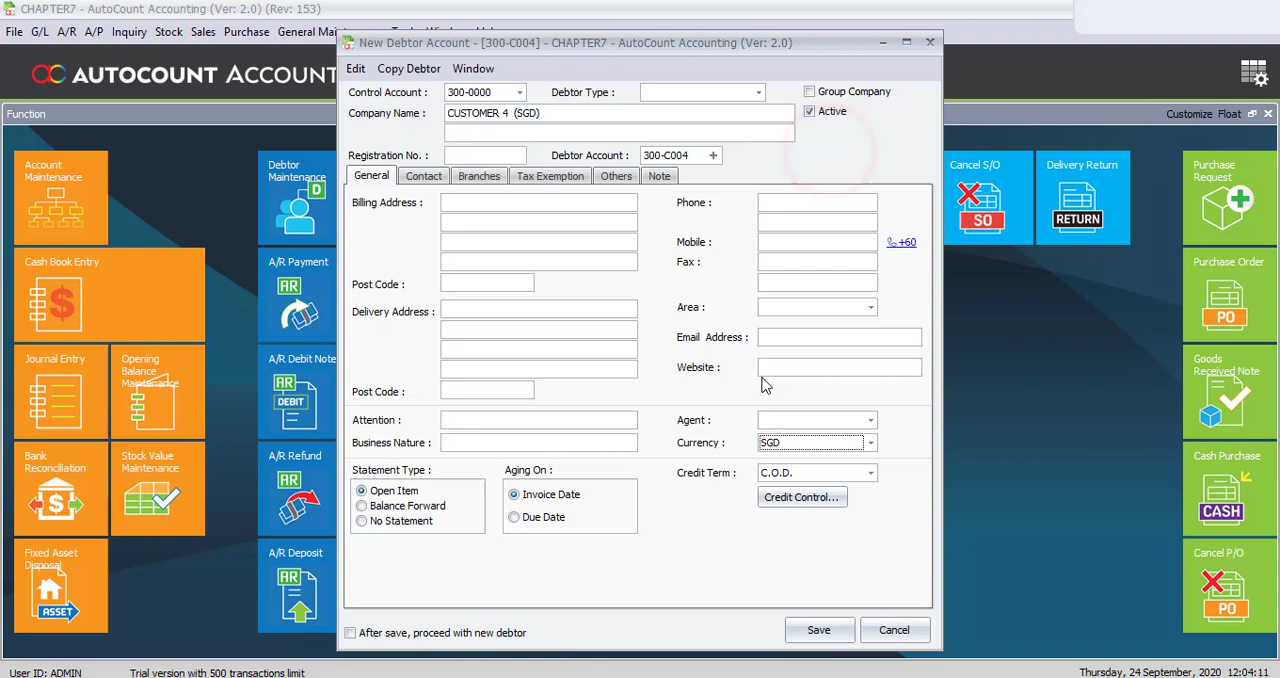 CHAPTER7 - AutoCount Accounting (Ver: 2.0) (Rev: 153)
File G/L A/R A/P Inquiry Stock Sales Purchase General Ma
AUTOCOUNT ACCOUNTA
Function
Customize Float
New Debtor Account - [300-C004] - CHAPTER7 - AutoCount Accounting (Ver: 2.0)
Edit Copy Debtor Window
Control Account : 300-0000 Debtor Type : Group Company
Company Name : CUSTOMER 4 (SGD) Active
Registration No. : Debtor Account : 300-C004
General Contact Branches Tax Exemption Others Note
Billing Address : Phone :
Mobile : +60
Fax :
Post Code :
Delivery Address : Area :
Email Address :
Website :
Post Code :
Attention : Agent :
Business Nature : Currency : SGD
Statement Type : Aging On : Credit Term : C.O.D.
Open Item Invoice Date Credit Control...
Balance Forward
No Statement Due Date
After save, proceed with new debtor Save Cancel
Account
Maintenance
Debtor
Maintenance
D
Cash Book Entry
$
A/R Payment
AR
Journal Entry
Opening
Balance
Maintenance
A/R Debit Note
AR
DEBIT
Bank
Reconciliation
Stock Value
Maintenance
A/R Refund
AR
Fixed Asset
Disposal
ASSET
A/R Deposit
AR
Cancel S/O
SO
Delivery Return
RETURN
Purchase
Request
Purchase Order
PO
Goods
Received Note
Cash Purchase
CASH
Cancel P/O
PO
User ID: ADMIN Trial version with 500 transactions limit Thursday, 24 September, 2020 12:04:11